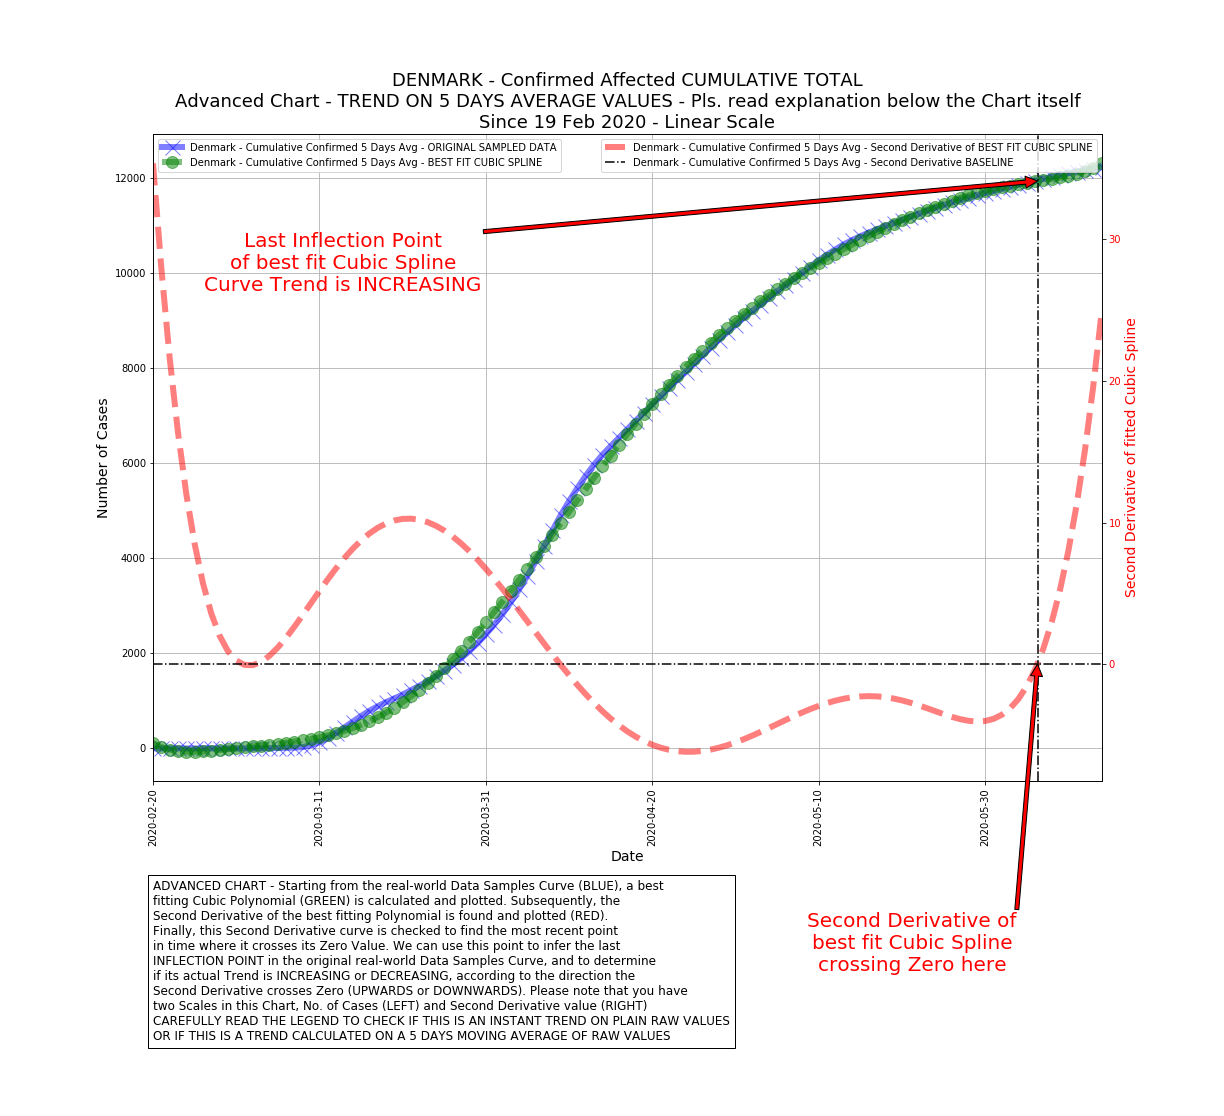 DENMARK - Confirmed Affected CUMULATIVE TOTAL
Advanced Chart - TREND ON 5 DAYS AVERAGE VALUES - Pls. read explanation below the Chart itself
Since 19 Feb 2020 - Linear Scale
Denmark - Cumulative Confirmed 5 Days Avg - ORIGINAL SAMPLED DATA
Denmark - Cumulative Confirmed 5 Days Avg - BEST FIT CUBIC SPLINE
Denmark - Cumulative Confirmed 5 Days Avg - Second Derivative of BEST FIT CUBIC SPLINE
Denmark - Cumulative Confirmed 5 Days Avg - Second Derivative BASELINE
Last Inflection Point
of best fit Cubic Spline
Curve Trend is INCREASING
Number of Cases
12000
10000
8000
6000
4000
2000
0
30
20
10
0
Second Derivative of fitted Cubic Spline
2020-02-20
2020-03-11
2020-03-31
2020-04-20
2020-05-10
2020-05-30
Date
Second Derivative of
best fit Cubic Spline
crossing Zero here
ADVANCED CHART - Starting from the real-world Data Samples Curve (BLUE), a best
fitting Cubic Polynomial (GREEN) is calculated and plotted. Subsequently, the
Second Derivative of the best fitting Polynomial is found and plotted (RED).
Finally, this Second Derivative curve is checked to find the most recent point
in time where it crosses its Zero Value. We can use this point to infer the last
INFLECTION POINT in the original real-world Data Samples Curve, and to determine
if its actual Trend is INCREASING or DECREASING, according to the direction the
Second Derivative crosses Zero (UPWARDS or DOWNWARDS). Please note that you have
two Scales in this Chart, No. of Cases (LEFT) and Second Derivative value (RIGHT)
CAREFULLY READ THE LEGEND TO CHECK IF THIS IS AN INSTANT TREND ON PLAIN RAW VALUES
OR IF THIS IS A TREND CALCULATED ON A 5 DAYS MOVING AVERAGE OF RAW VALUES